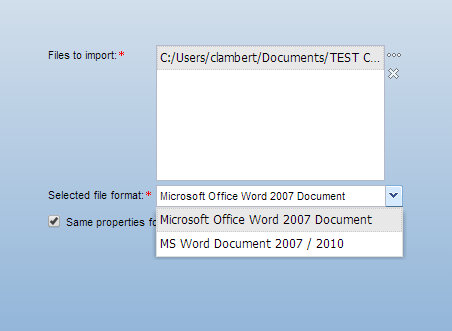 Files to import:*
C:/Users/clambert/Documents/TEST C...
Selected file format:*
Microsoft Office Word 2007 Document
Same properties fo
Microsoft Office Word 2007 Document
MS Word Document 2007 / 2010